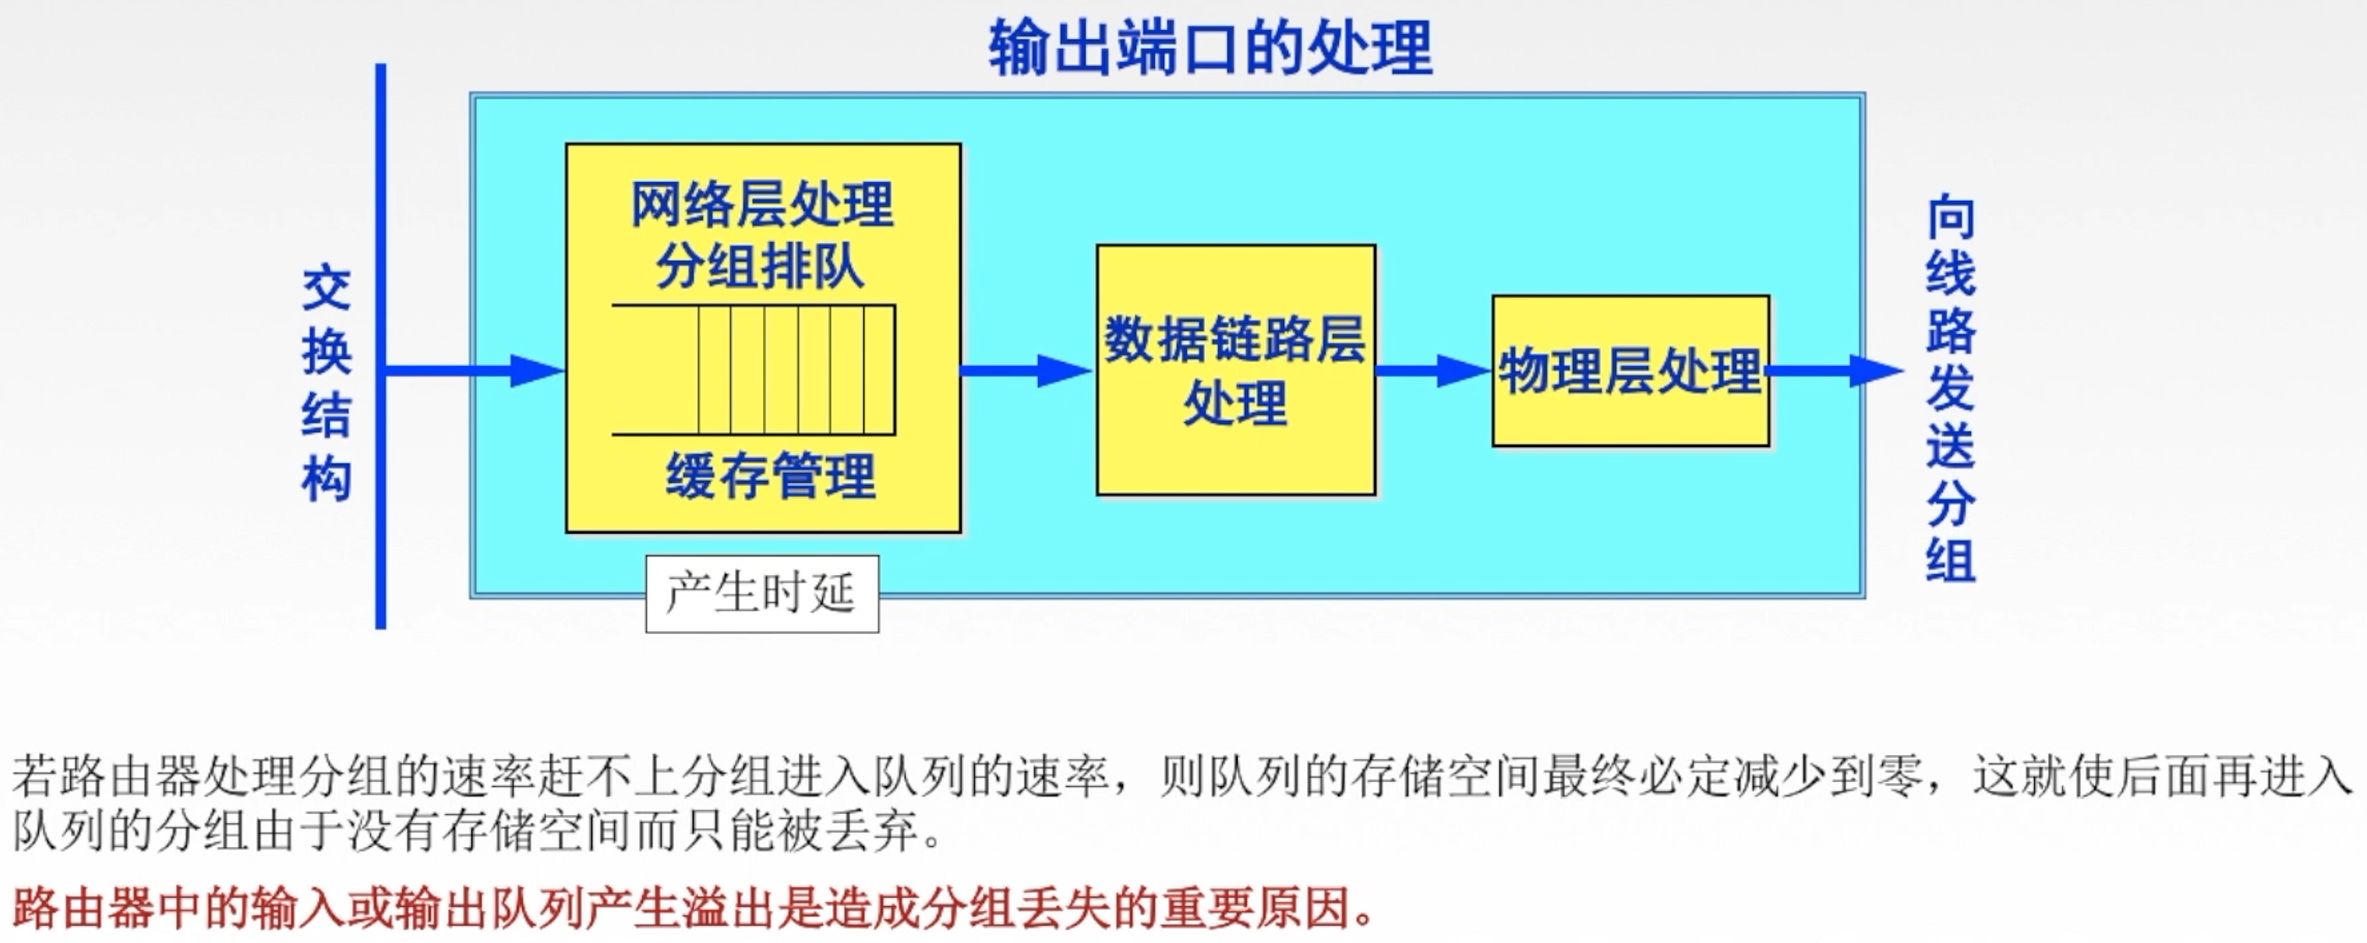 输出端口的处理
交换结构
网络层处理
分组排队
缓存管理
产生时延
数据链路层
处理
物理层处理
向线路发送分组
若路由器处理分组的速率赶不上分组进入队列的速率，则队列的存储空间最终必定减少到零，这就使后面再进入
队列的分组由于没有存储空间而只能被丢弃。
路由器中的输入或输出队列产生溢出是造成分组丢失的重要原因。